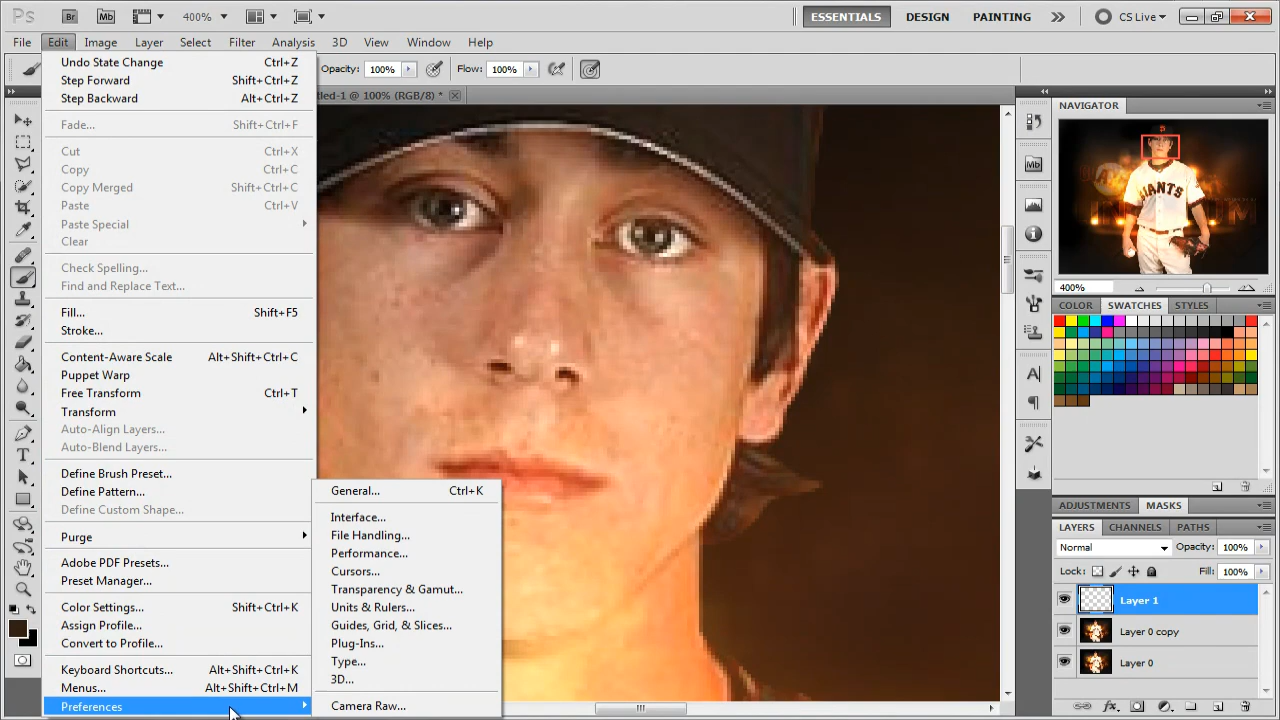 Ps Br Mb 400% ESSENTIALS DESIGN PAINTING CS Live
File Edit Image Layer Select Filter Analysis 3D View Window Help
Opacity: 100% Flow: 100%
tled-1 @ 100% (RGB/8) *
Undo State Change Ctrl+Z
Step Forward Shift+Ctrl+Z
Step Backward Alt+Ctrl+Z
Fade... Shift+Ctrl+F
Cut Ctrl+X
Copy Ctrl+C
Copy Merged Shift+Ctrl+C
Paste Ctrl+V
Paste Special
Clear
Check Spelling...
Find and Replace Text...
Fill... Shift+F5
Stroke...
Content-Aware Scale Alt+Shift+Ctrl+C
Puppet Warp
Free Transform Ctrl+T
Transform
Auto-Align Layers...
Auto-Blend Layers...
Define Brush Preset...
Define Pattern...
Define Custom Shape...
Purge
Adobe PDF Presets...
Preset Manager...
Color Settings... Shift+Ctrl+K
Assign Profile...
Convert to Profile...
Keyboard Shortcuts... Alt+Shift+Ctrl+K
Menus... Alt+Shift+Ctrl+M
Preferences
General... Ctrl+K
Interface...
File Handling...
Performance...
Cursors...
Transparency & Gamut...
Units & Rulers...
Guides, Grid, & Slices...
Plug-Ins...
Type...
3D...
Camera Raw...
NAVIGATOR
GIANTS
400%
COLOR SWATCHES STYLES
ADJUSTMENTS MASKS
LAYERS CHANNELS PATHS
Normal Opacity: 100%
Lock: Fill: 100%
Layer 1
Layer 0 copy
Layer 0